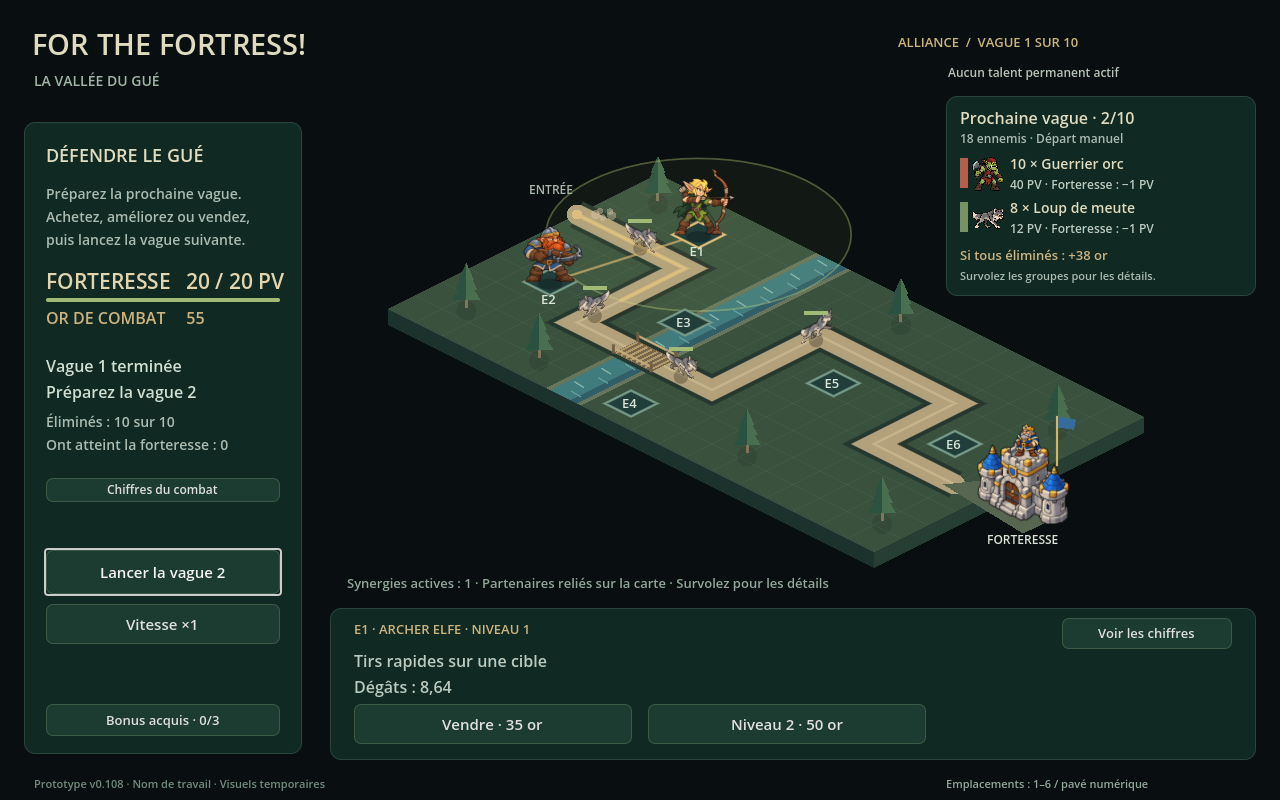 FOR THE FORTRESS!
LA VALLÉE DU GUÉ
ALLIANCE / VAGUE 1 SUR 10
Aucun talent permanent actif
Prochaine vague · 2/10
18 ennemis · Départ manuel
10 × Guerrier orc
40 PV · Forteresse : −1 PV
8 × Loup de meute
12 PV · Forteresse : −1 PV
Si tous éliminés : +38 or
Survolez les groupes pour les détails.
DÉFENDRE LE GUÉ
Préparez la prochaine vague.
Achetez, améliorez ou vendez,
puis lancez la vague suivante.
FORTERESSE 20 / 20 PV
OR DE COMBAT 55
Vague 1 terminée
Préparez la vague 2
Éliminés : 10 sur 10
Ont atteint la forteresse : 0
Chiffres du combat
Lancer la vague 2
Vitesse ×1
Bonus acquis · 0/3
ENTRÉE
E1
E2
E3
E4
E5
E6
FORTERESSE
Synergies actives : 1 · Partenaires reliés sur la carte · Survolez pour les détails
E1 · ARCHER ELFE · NIVEAU 1
Voir les chiffres
Tirs rapides sur une cible
Dégâts : 8,64
Vendre · 35 or
Niveau 2 · 50 or
Prototype v0.108 · Nom de travail · Visuels temporaires
Emplacements : 1–6 / pavé numérique